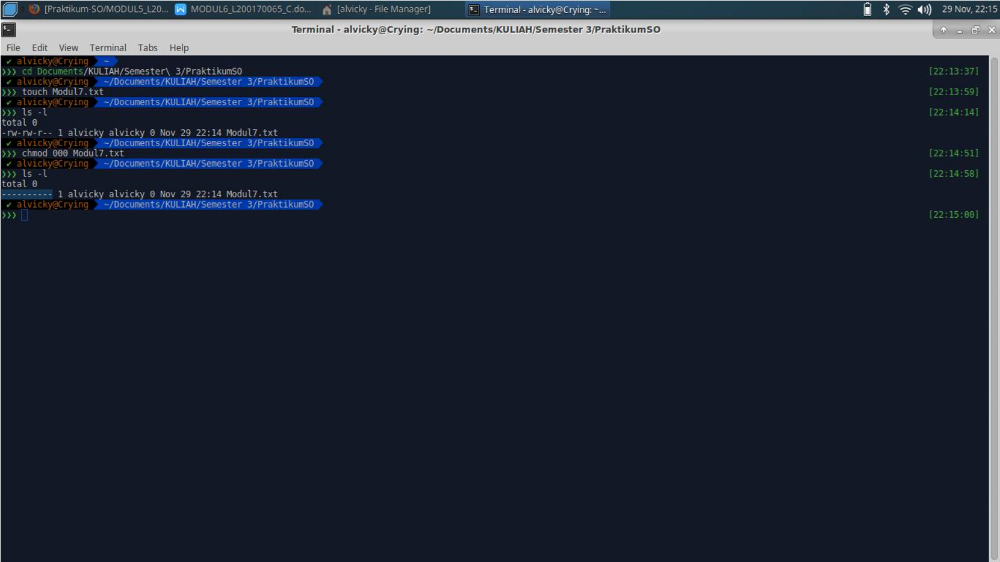 [Praktikum-SO/MODUL5_L20... MODUL6_L200170065_C.do... [alvicky - File Manager] Terminal - alvicky@Crying: ~... 29 Nov, 22:15
Terminal - alvicky@Crying: ~/Documents/KULIAH/Semester 3/PraktikumSO
File Edit View Terminal Tabs Help
✔ alvicky@Crying ~
❯❯❯ cd Documents/KULIAH/Semester\ 3/PraktikumSO [22:13:37]
✔ alvicky@Crying ~/Documents/KULIAH/Semester 3/PraktikumSO
❯❯❯ touch Modul7.txt [22:13:59]
✔ alvicky@Crying ~/Documents/KULIAH/Semester 3/PraktikumSO
❯❯❯ ls -l [22:14:14]
total 0
-rw-rw-r-- 1 alvicky alvicky 0 Nov 29 22:14 Modul7.txt
✔ alvicky@Crying ~/Documents/KULIAH/Semester 3/PraktikumSO
❯❯❯ chmod 000 Modul7.txt [22:14:51]
✔ alvicky@Crying ~/Documents/KULIAH/Semester 3/PraktikumSO
❯❯❯ ls -l [22:14:58]
total 0
---------- 1 alvicky alvicky 0 Nov 29 22:14 Modul7.txt
✔ alvicky@Crying ~/Documents/KULIAH/Semester 3/PraktikumSO
❯❯❯ [22:15:00]